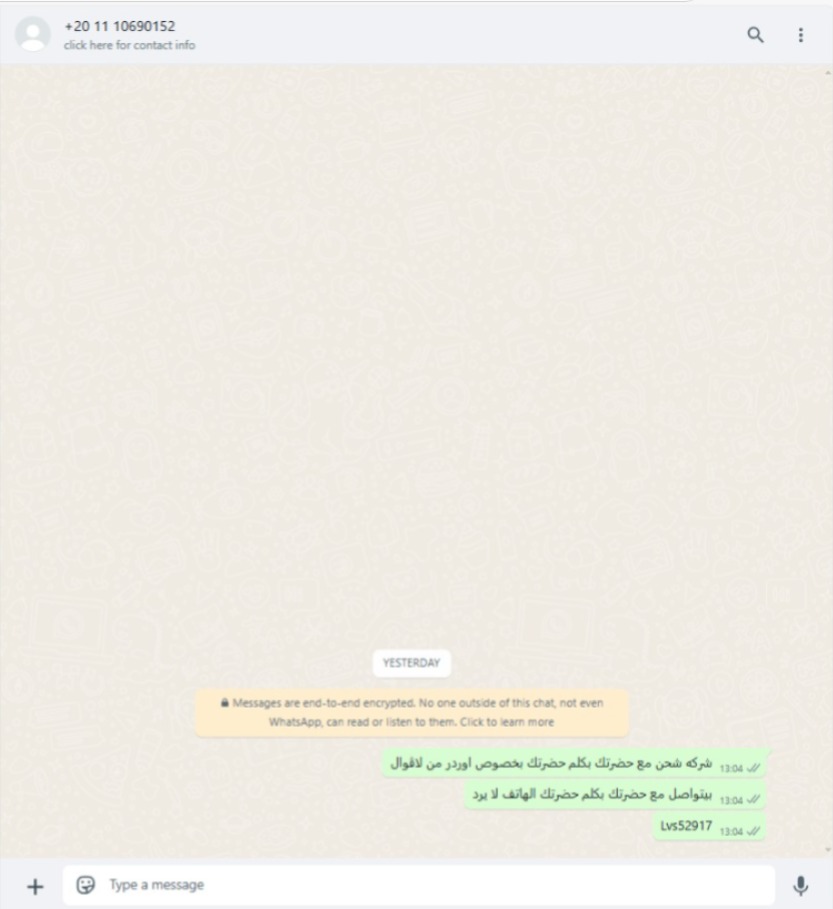 +20 11 10690152
click here for contact info
YESTERDAY
Messages are end-to-end encrypted. No one outside of this chat, not even
WhatsApp, can read or listen to them. Click to learn more
شركه شحن مع حضرتك بكلم حضرتك بخصوص اوردر من لاڤوال 13:04
بيتواصل مع حضرتك بكلم حضرتك الهاتف لا يرد 13:04
Lvs52917 13:04
Type a message